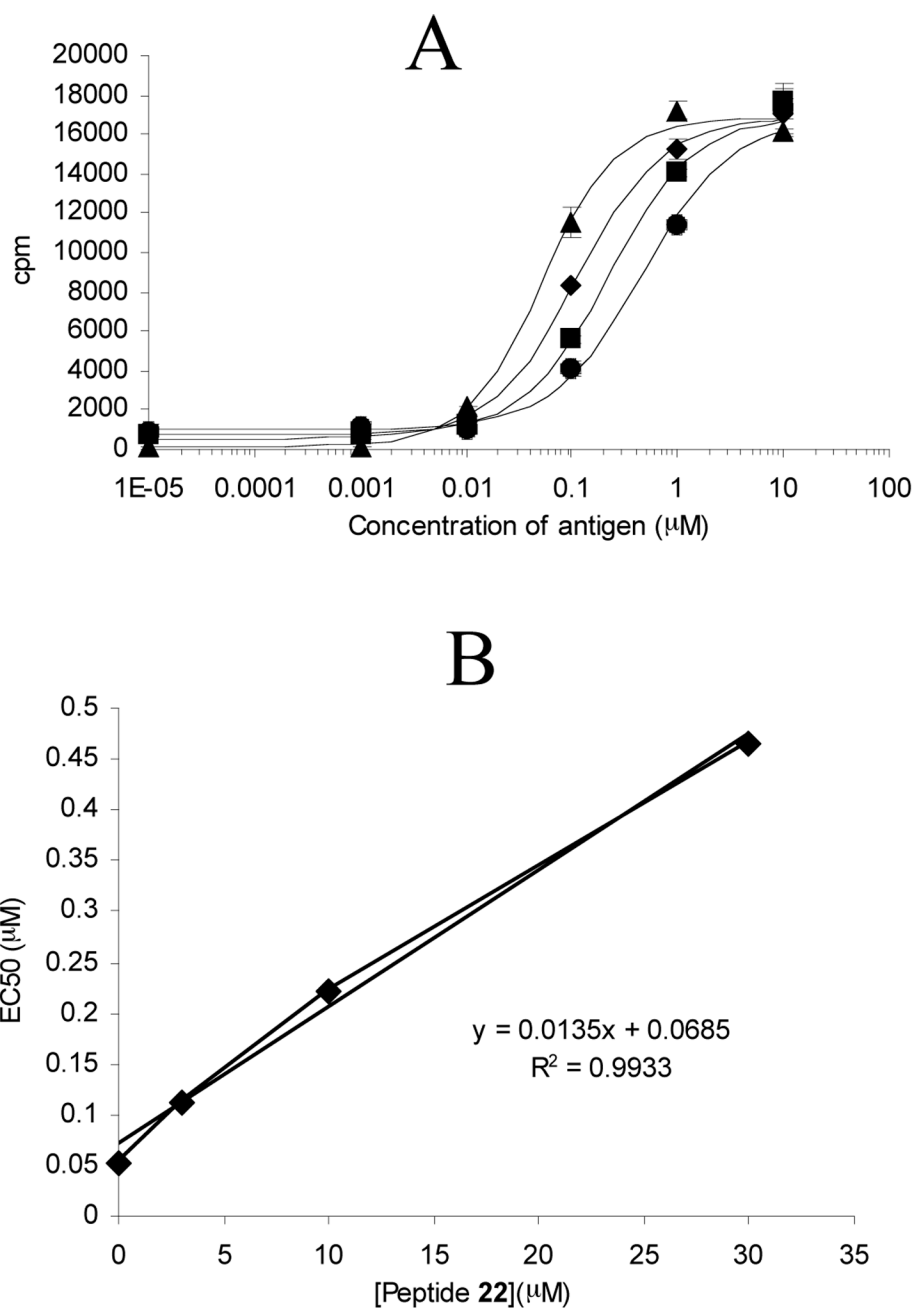 A
20000
18000
16000
14000
12000
10000
8000
6000
4000
2000
0
cpm
1E-05 0.0001 0.001 0.01 0.1 1 10 100
Concentration of antigen (μM)
B
0.5
0.45
0.4
0.35
0.3
0.25
0.2
0.15
0.1
0.05
0
EC50 (μM)
y = 0.0135x + 0.0685
R² = 0.9933
0 5 10 15 20 25 30 35
[Peptide 22](μM)